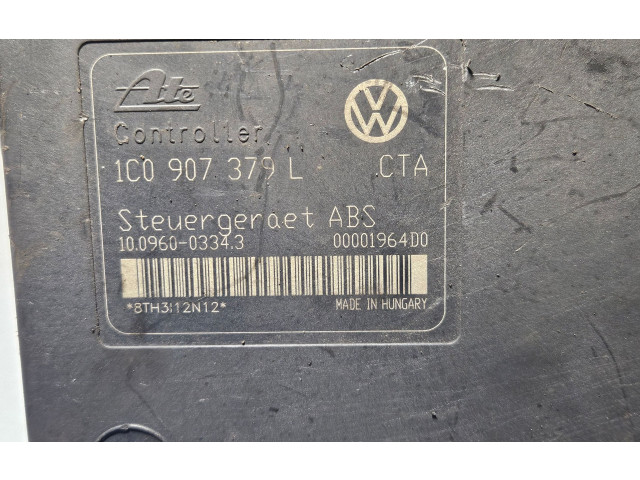 Ate
Controller
1C0 907 379 L CTA
Steuergeraet ABS
10.0960-0334.3 00001964D0
*8TH3I12N12*
MADE IN HUNGARY